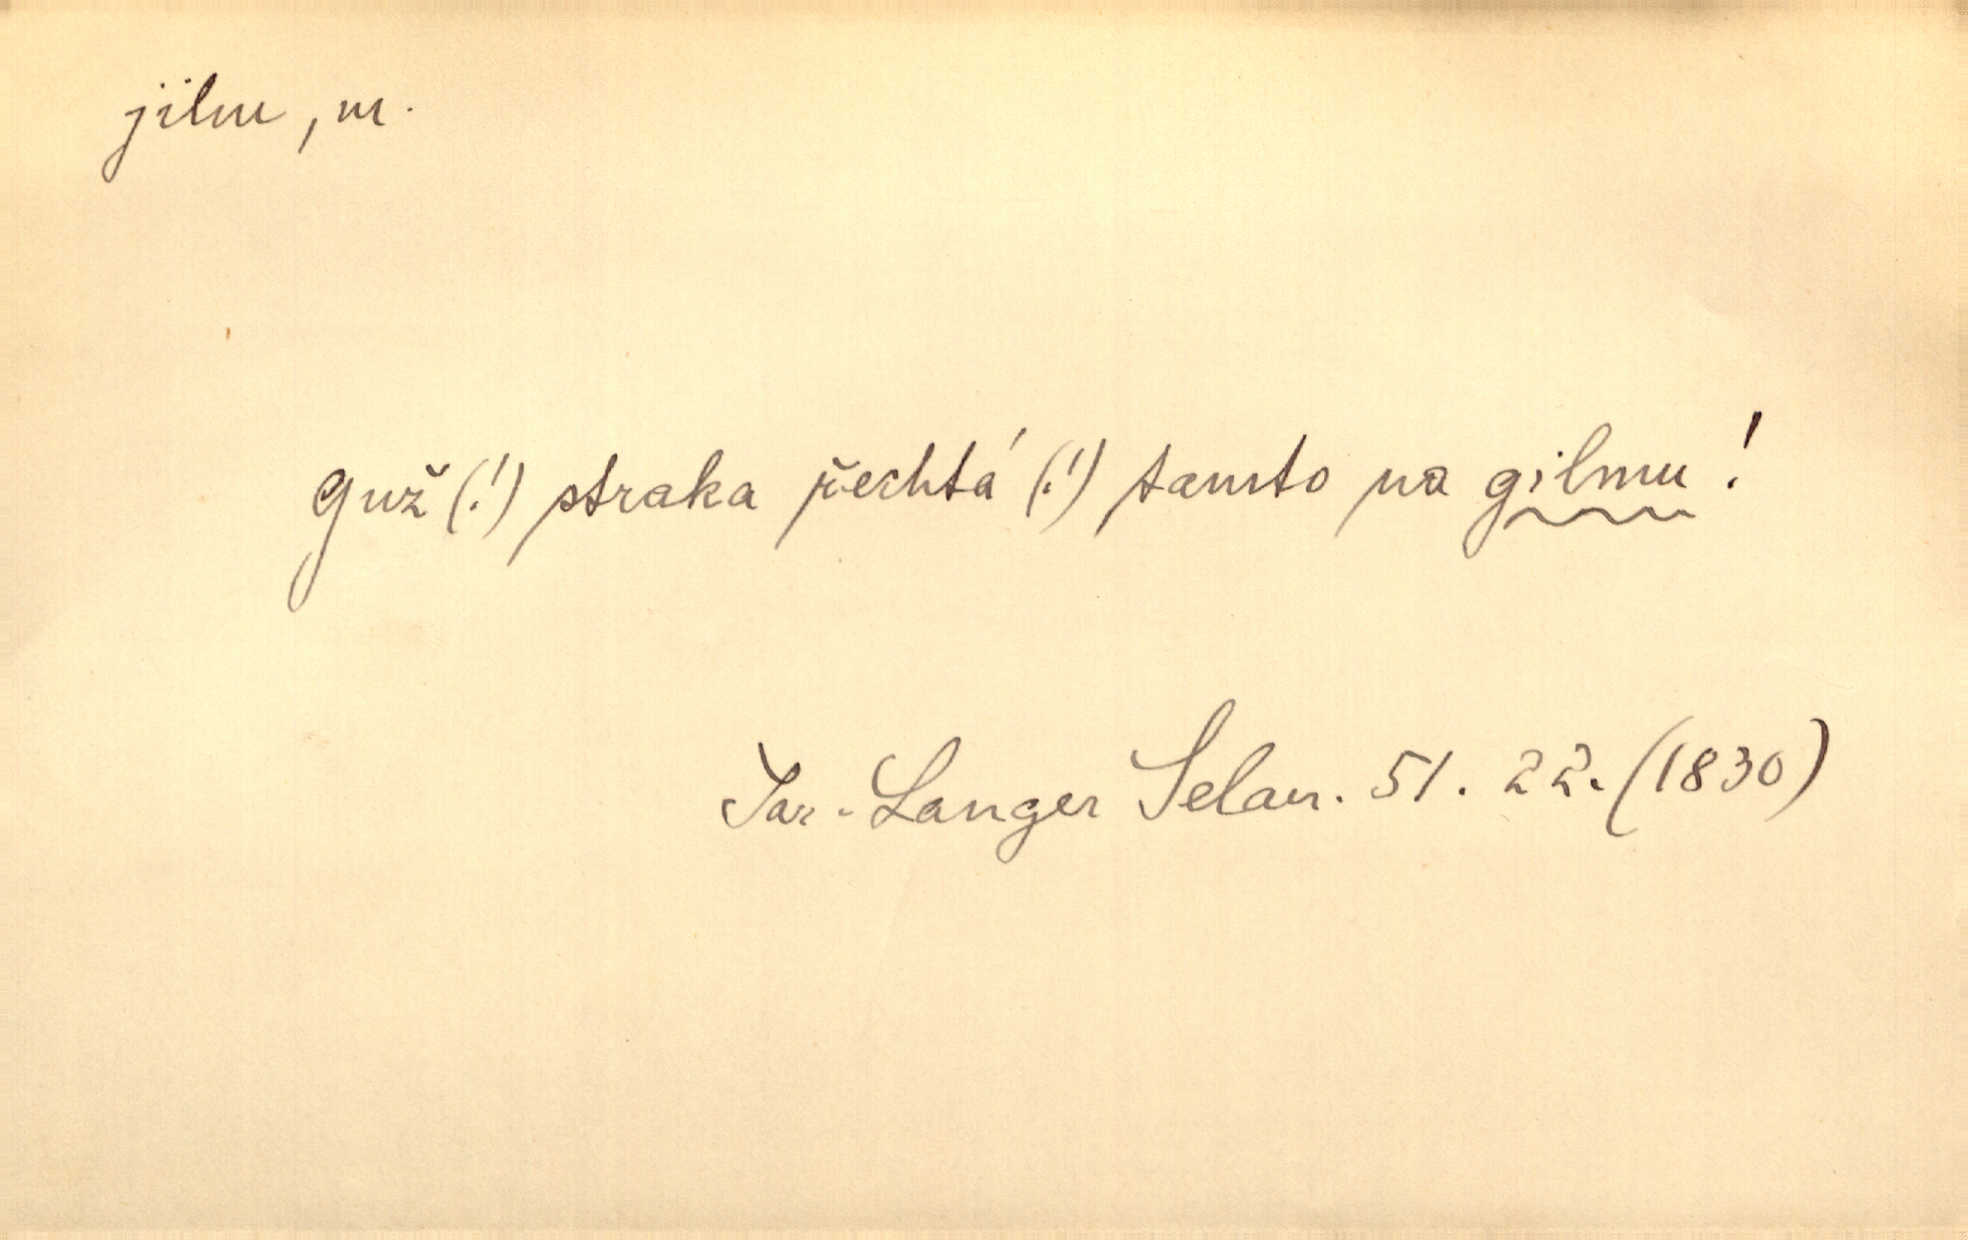 jilm, m.
Guž (!) straka řechtá (!) tamto na gilmu!
Jar. Langer Selan. 51. 22. (1830)